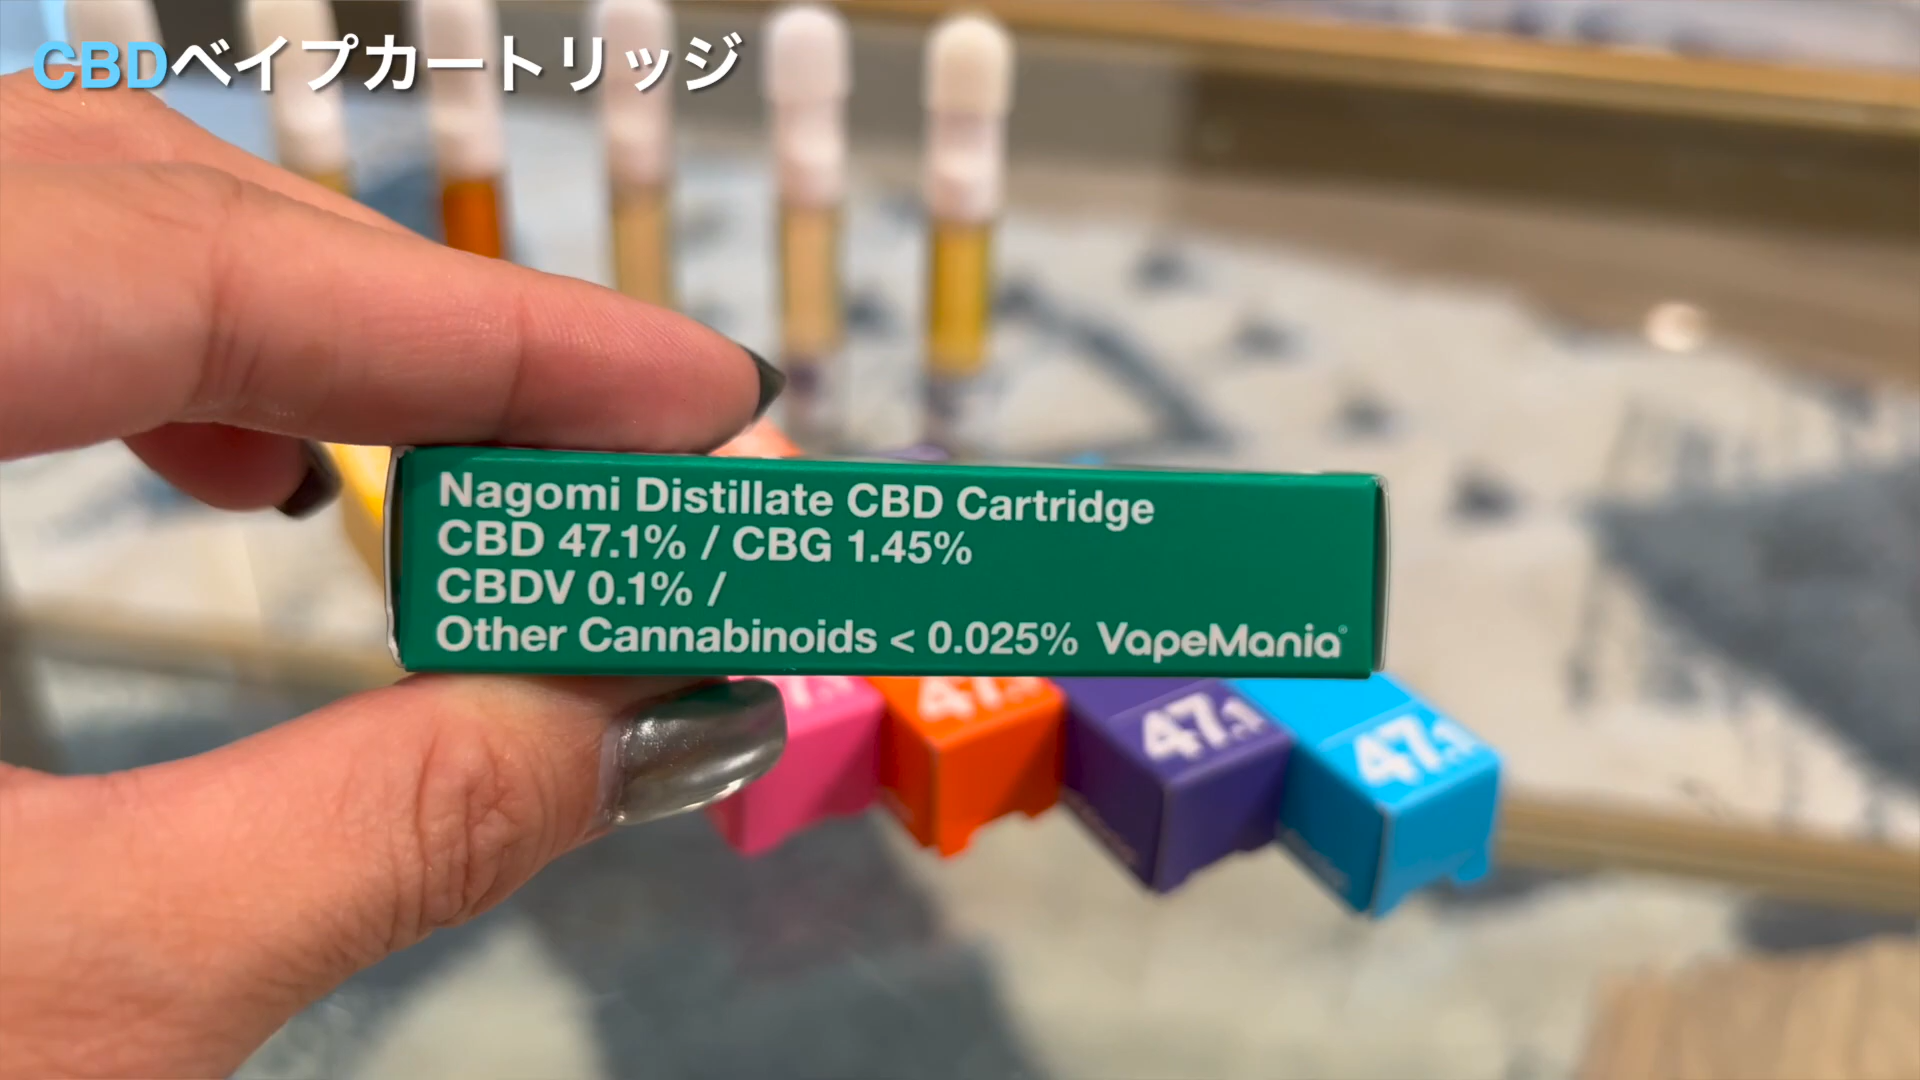 CBDベイプカートリッジ
Nagomi Distillate CBD Cartridge
CBD 47.1% / CBG 1.45%
CBDV 0.1% /
Other Cannabinoids < 0.025% VapeMania
47.1
47.1